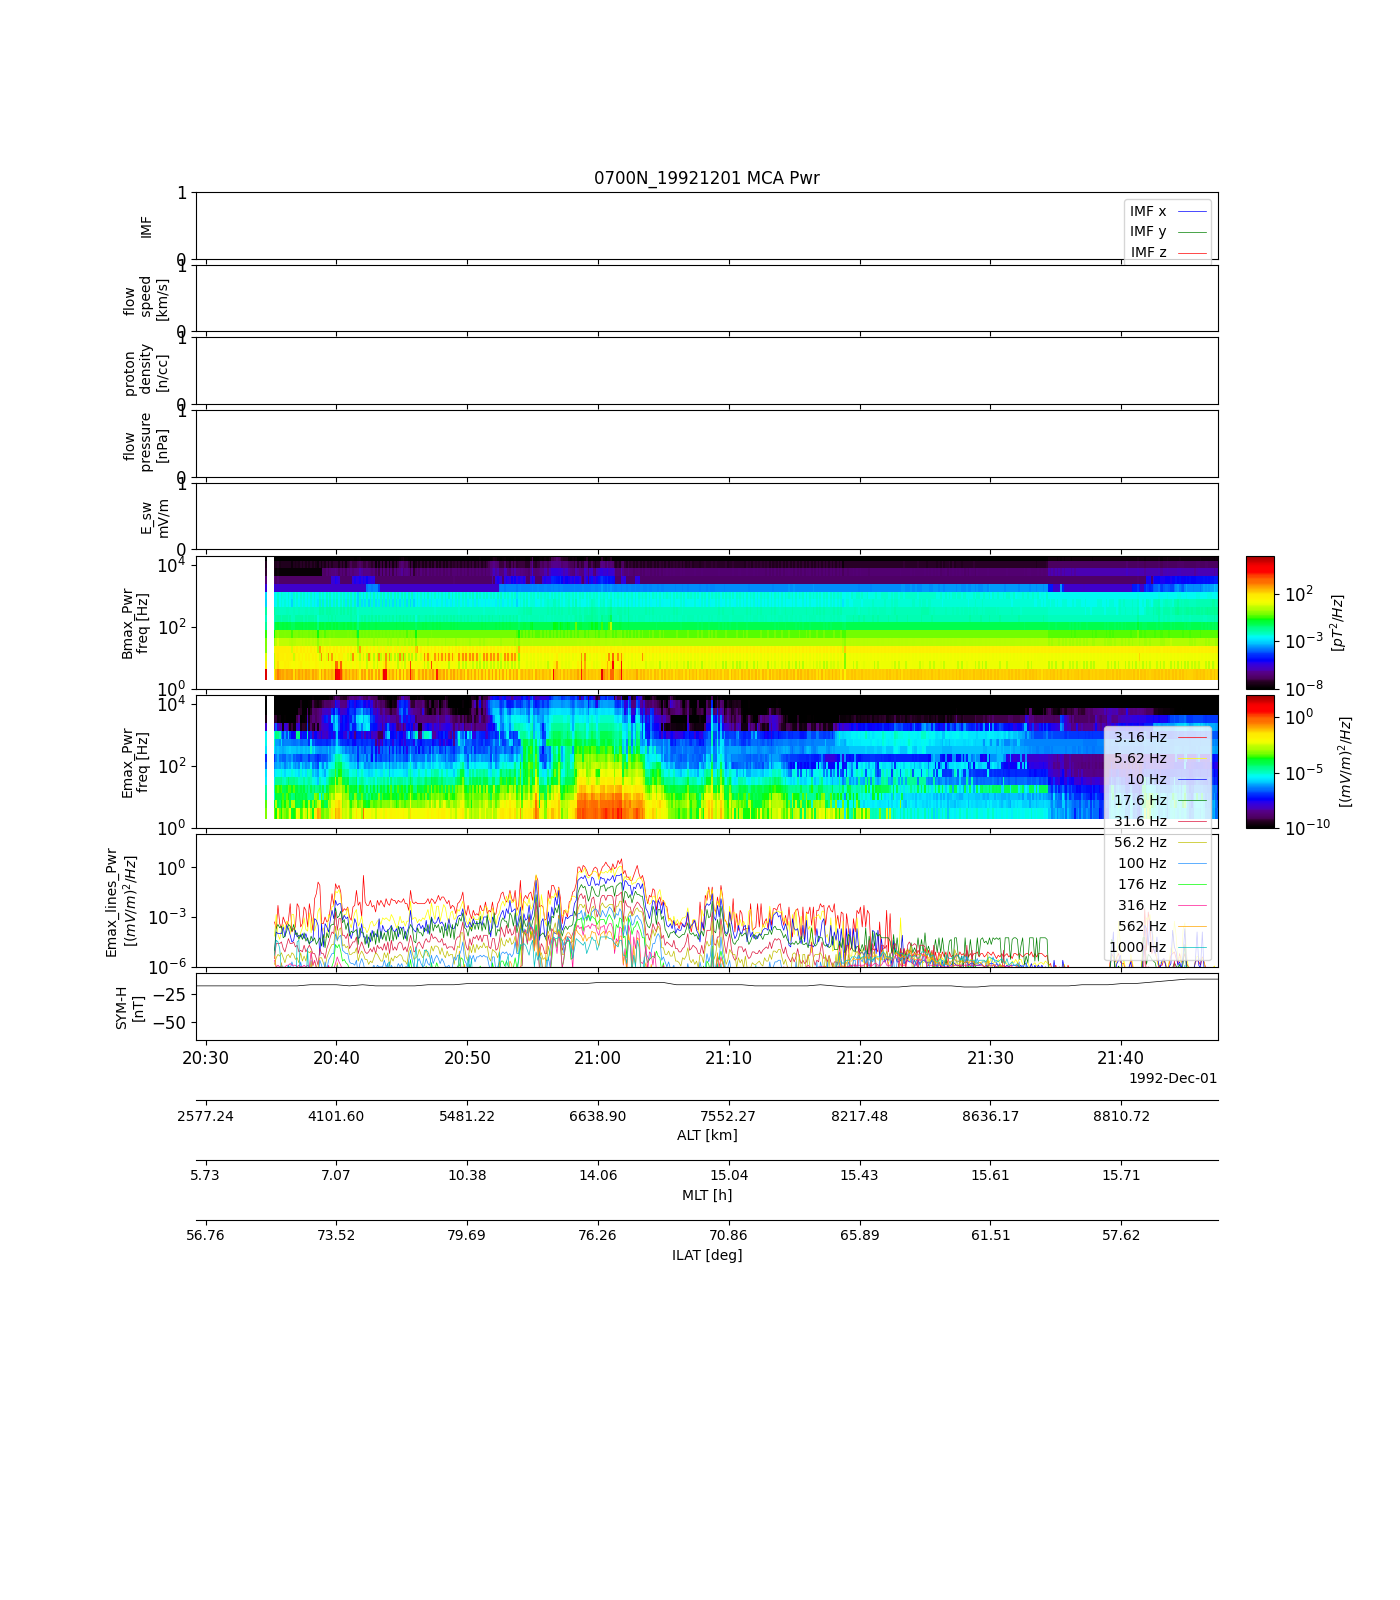 0700N_19921201 MCA Pwr
1
0
IMF
IMF x
IMF y
IMF z
1
0
flow
speed
[km/s]
1
0
proton
density
[n/cc]
1
0
flow
pressure
[nPa]
1
0
E_sw
mV/m
10^4
10^2
10^0
Bmax_Pwr
freq [Hz]
10^2
10^-3
10^-8
[pT^2/Hz]
10^4
10^2
10^0
Emax_Pwr
freq [Hz]
10^0
10^-5
10^-10
[(mV/m)^2/Hz]
3.16 Hz
5.62 Hz
10 Hz
17.6 Hz
31.6 Hz
56.2 Hz
100 Hz
176 Hz
316 Hz
562 Hz
1000 Hz
10^0
10^-3
10^-6
Emax_lines_Pwr
[(mV/m)^2/Hz]
−25
−50
SYM-H
[nT]
20:30 20:40 20:50 21:00 21:10 21:20 21:30 21:40
1992-Dec-01
2577.24 4101.60 5481.22 6638.90 7552.27 8217.48 8636.17 8810.72
ALT [km]
5.73 7.07 10.38 14.06 15.04 15.43 15.61 15.71
MLT [h]
56.76 73.52 79.69 76.26 70.86 65.89 61.51 57.62
ILAT [deg]